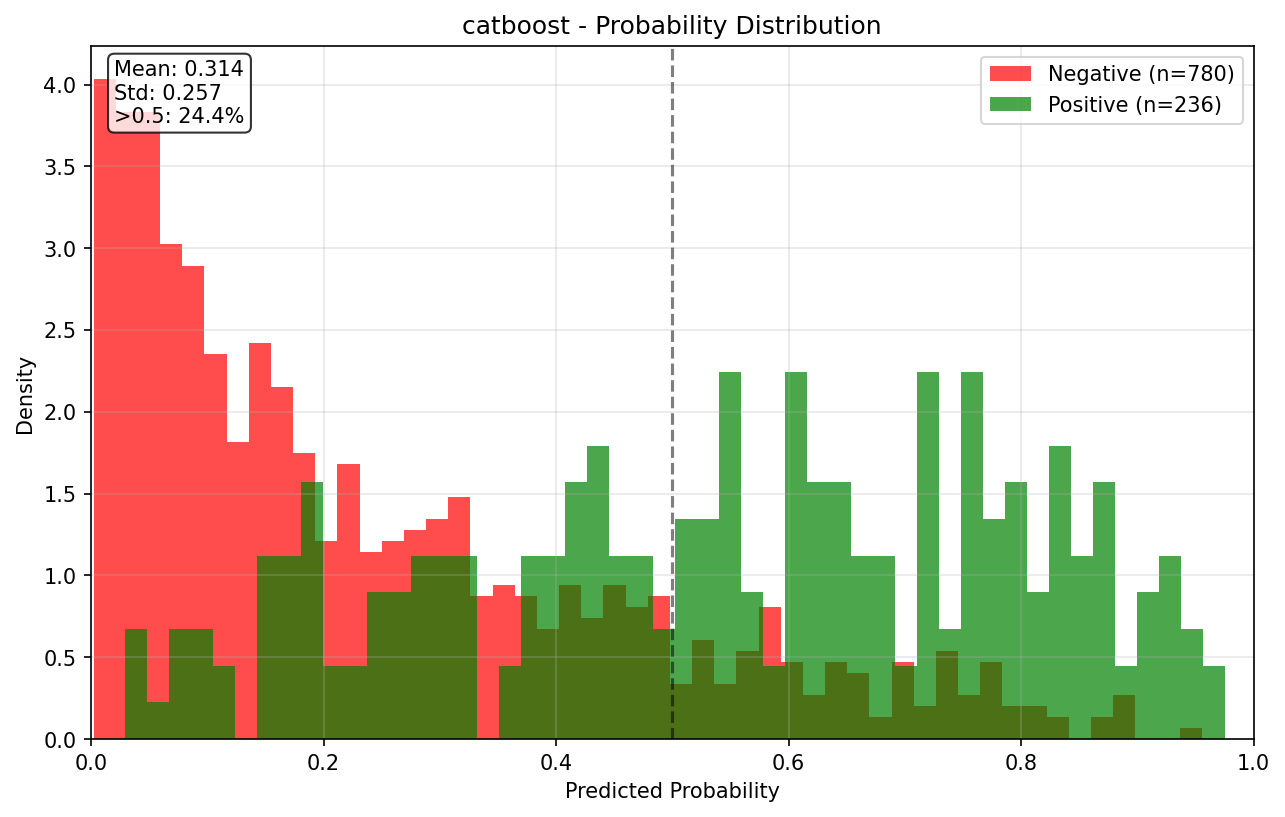 catboost - Probability Distribution
Mean: 0.314
Std: 0.257
>0.5: 24.4%
Negative (n=780)
Positive (n=236)
4.0
3.5
3.0
2.5
2.0
1.5
1.0
0.5
0.0
Density
0.0 0.2 0.4 0.6 0.8 1.0
Predicted Probability